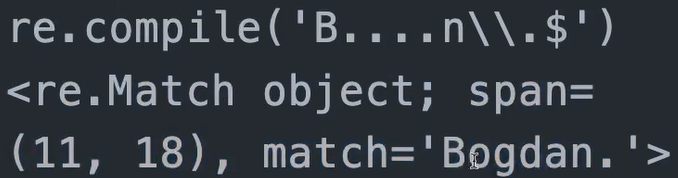 re.compile('B....n\\.$')
<re.Match object; span=
(11, 18), match='Bogdan.'>